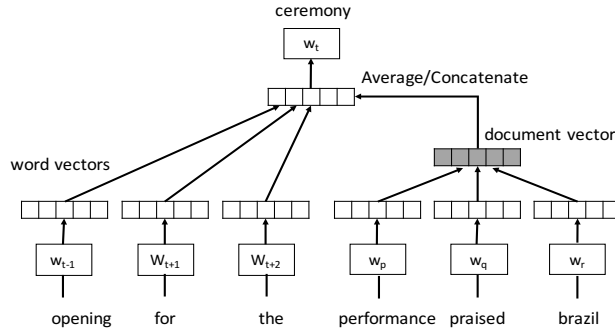 ceremony
wt
Average/Concatenate
document vector
word vectors
wt-1
Wt+1
Wt+2
wp
wq
wr
opening
for
the
performance
praised
brazil